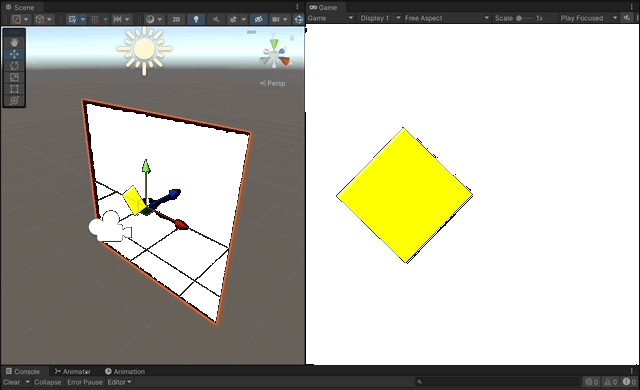 Scene
Game
2D
Game
Display 1
Free Aspect
Scale
1x
Play Focused
Persp
Console
Animator
Animation
Clear
Collapse
Error Pause
Editor
0
0
0